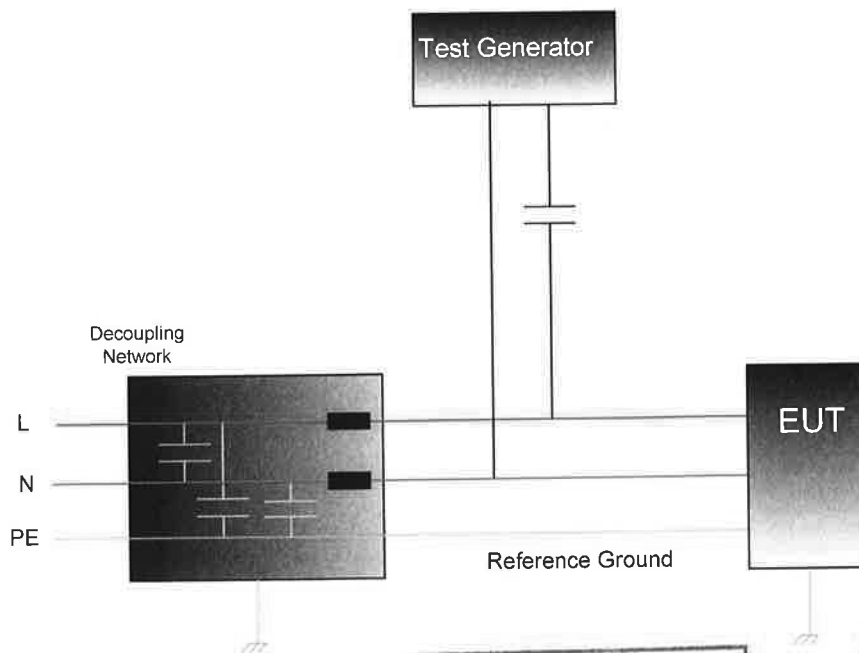 Test Generator
Decoupling
Network
L
EUT
N
PE
Reference Ground